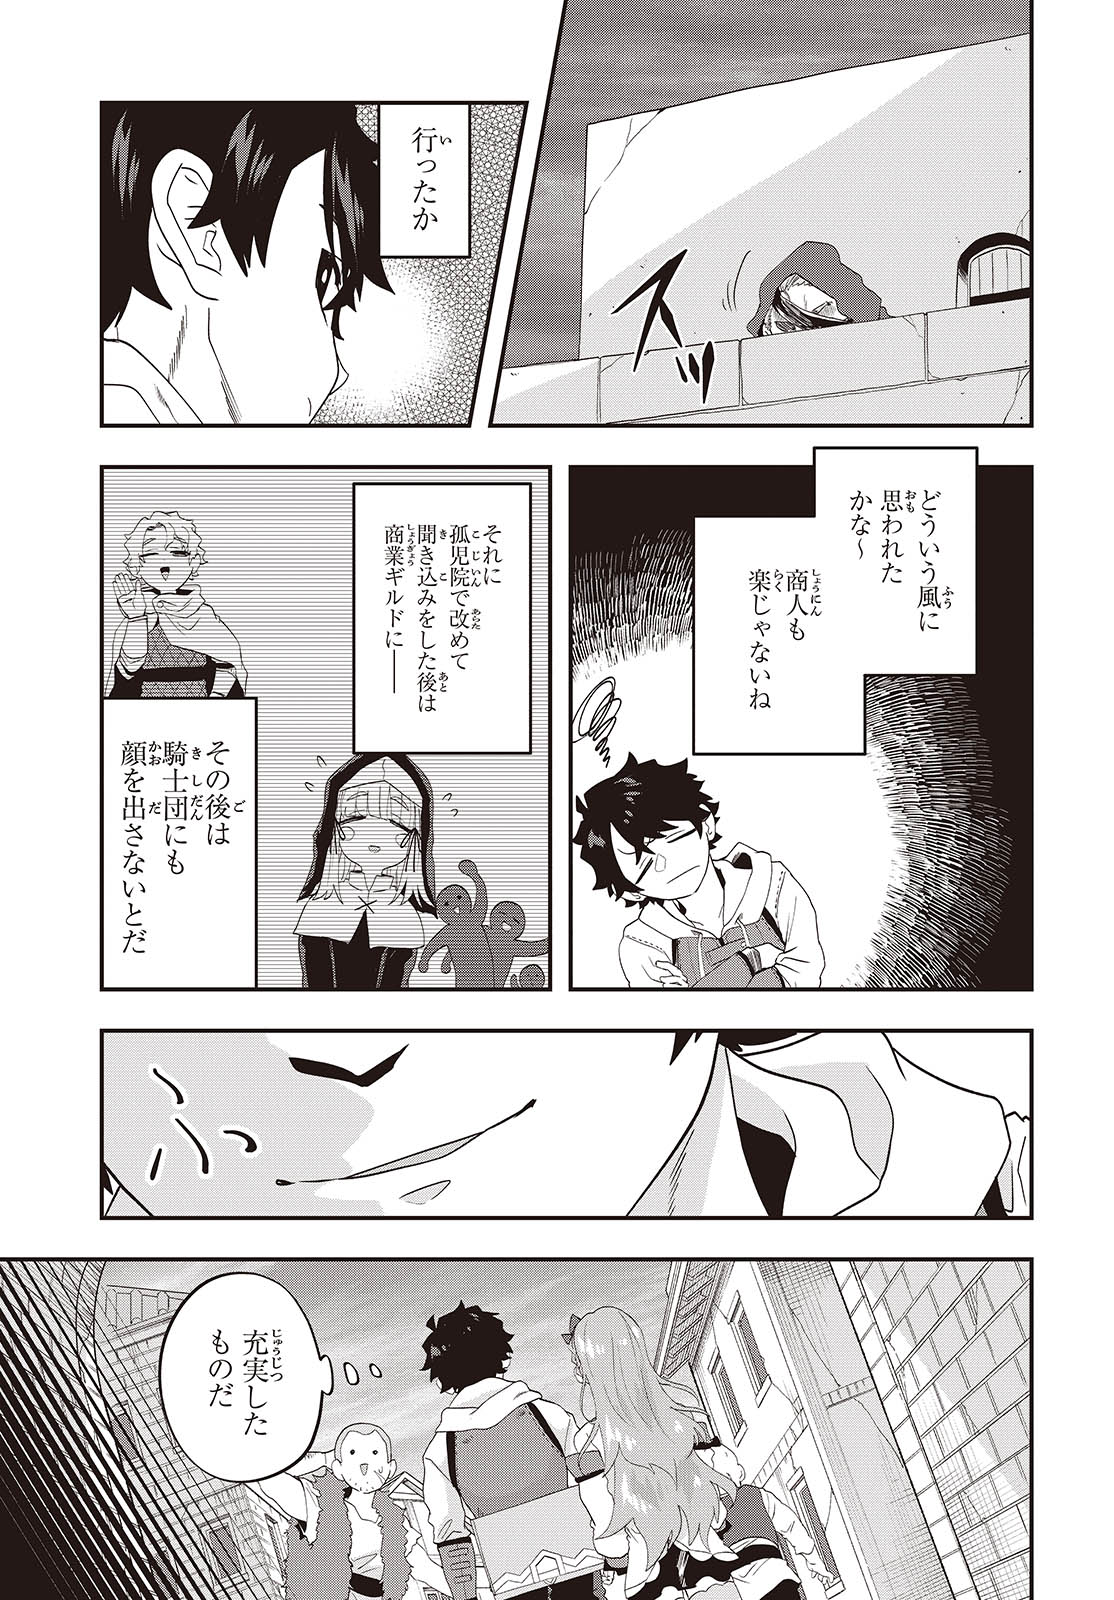 スッ
行ったか
どういう風に
思われた
かな～
商人も
楽じゃないね
それに
孤児院で改めて
聞き込みをした後は
商業ギルドに――
その後は
騎士団にも
顔を出さないとだ
ふふ
充実した
ものだ